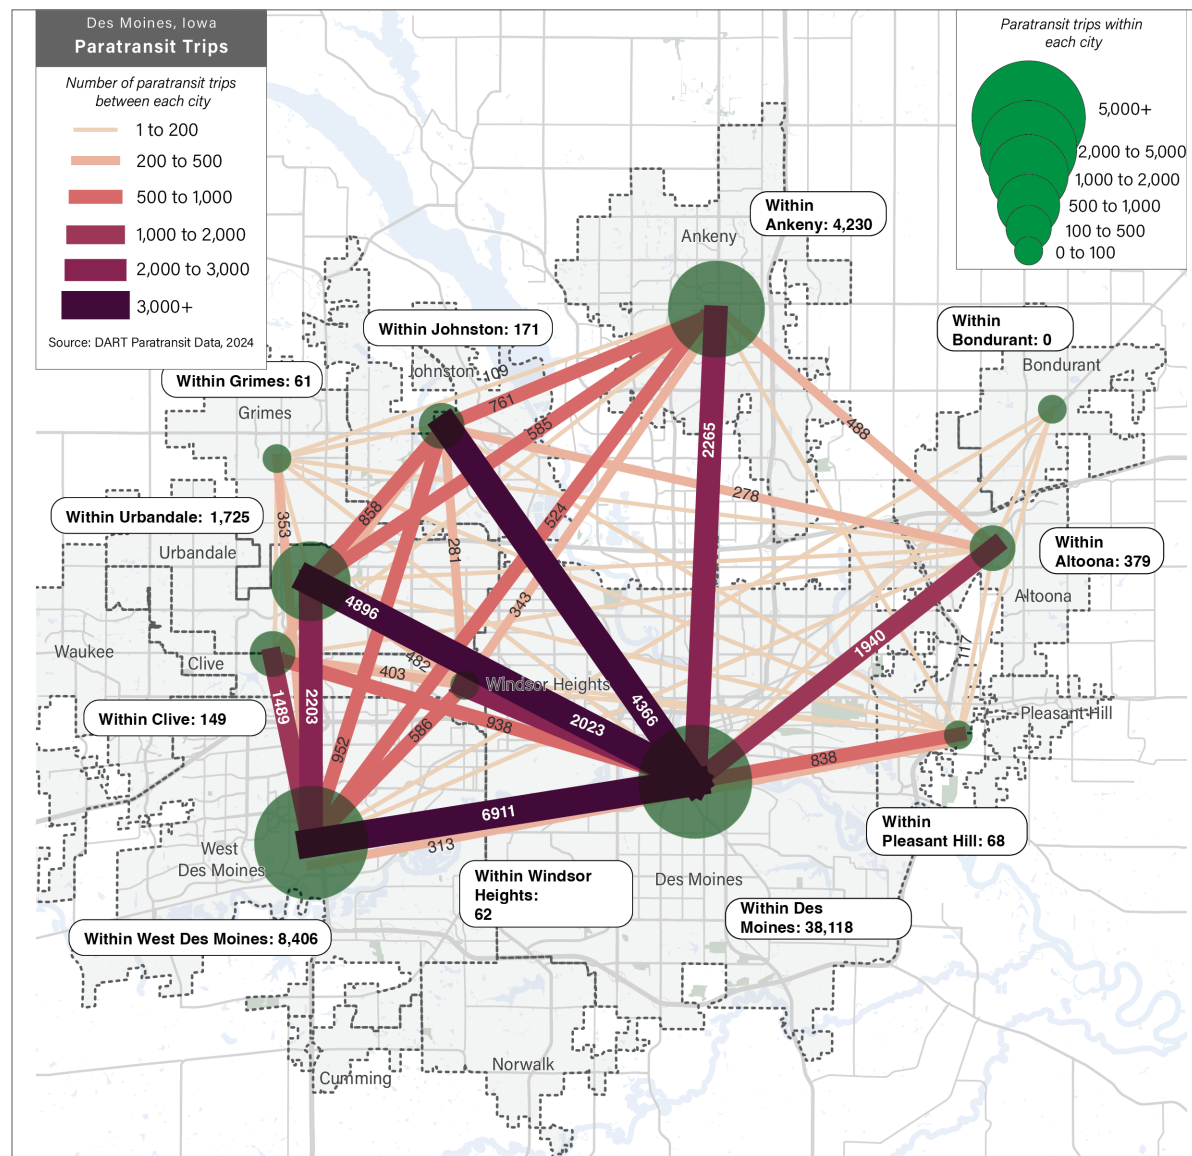 Des Moines, Iowa
Paratransit Trips
Number of paratransit trips
between each city
1 to 200
200 to 500
500 to 1,000
1,000 to 2,000
2,000 to 3,000
3,000+
Source: DART Paratransit Data, 2024
Paratransit trips within
each city
5,000+
2,000 to 5,000
1,000 to 2,000
500 to 1,000
100 to 500
0 to 100
Within
Ankeny: 4,230
Ankeny
Within Johnston: 171
Johnston
Within
Bondurant: 0
Bondurant
Within Grimes: 61
Grimes
109
761
585
488
2265
278
858
353
524
281
Within Urbandale: 1,725
Urbandale
Within
Altoona: 379
Altoona
4896
343
1940
117
Waukee
Clive
482
403
Windsor Heights
Within Clive: 149
1489
2203
952
586
938
2023
4366
Pleasant Hill
838
6911
313
Within
Pleasant Hill: 68
West
Des Moines
Within Windsor
Heights:
62
Des Moines
Within Des
Moines: 38,118
Within West Des Moines: 8,406
Norwalk
Cumming